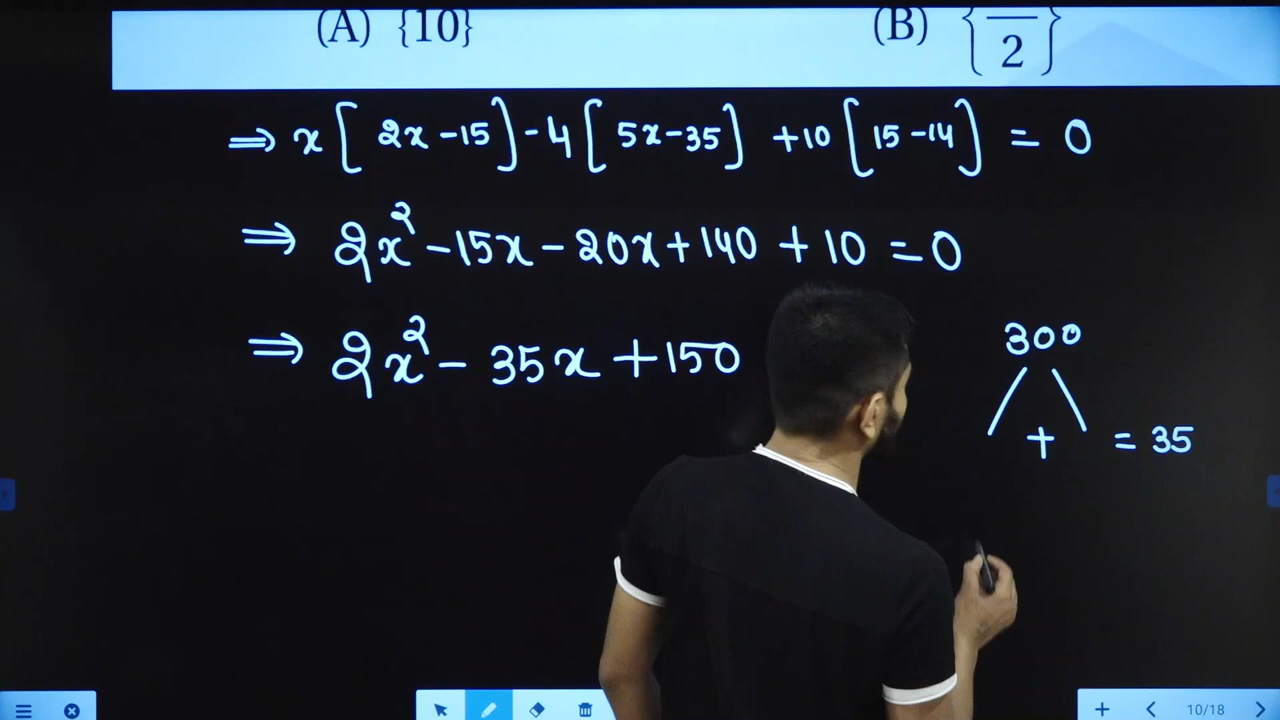 (A) {10} (B) { — / 2 }
⇒ x[2x-15] -4[5x-35] +10[15-14] = 0
⇒ 2x² -15x - 20x + 140 + 10 = 0
⇒ 2x² - 35x + 150
300
+ = 35
10/18